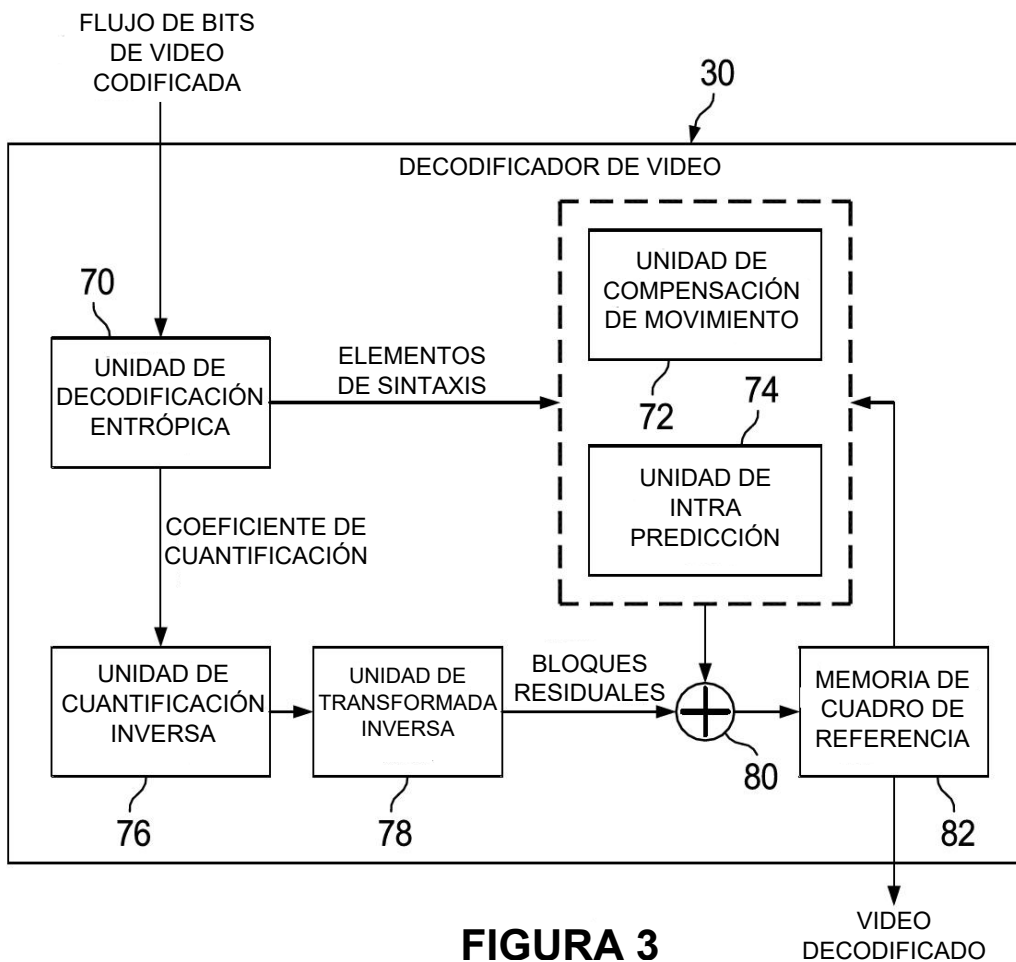 FLUJO DE BITS
DE VIDEO
CODIFICADA
30
DECODIFICADOR DE VIDEO
UNIDAD DE
COMPENSACIÓN
DE MOVIMIENTO
72
70
UNIDAD DE
DECODIFICACIÓN
ENTRÓPICA
ELEMENTOS
DE SINTAXIS
74
UNIDAD DE
INTRA
PREDICCIÓN
COEFICIENTE DE
CUANTIFICACIÓN
UNIDAD DE
CUANTIFICACIÓN
INVERSA
76
UNIDAD DE
TRANSFORMADA
INVERSA
78
BLOQUES
RESIDUALES
80
MEMORIA DE
CUADRO DE
REFERENCIA
82
VIDEO
DECODIFICADO
FIGURA 3